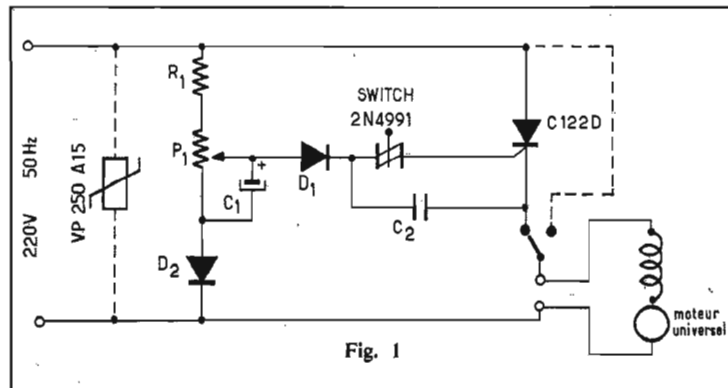 220V 50 Hz
VP 250 A15
R1
P1
+
C1
D1
D2
SWITCH
2N4991
C2
C122D
moteur
universel
Fig. 1